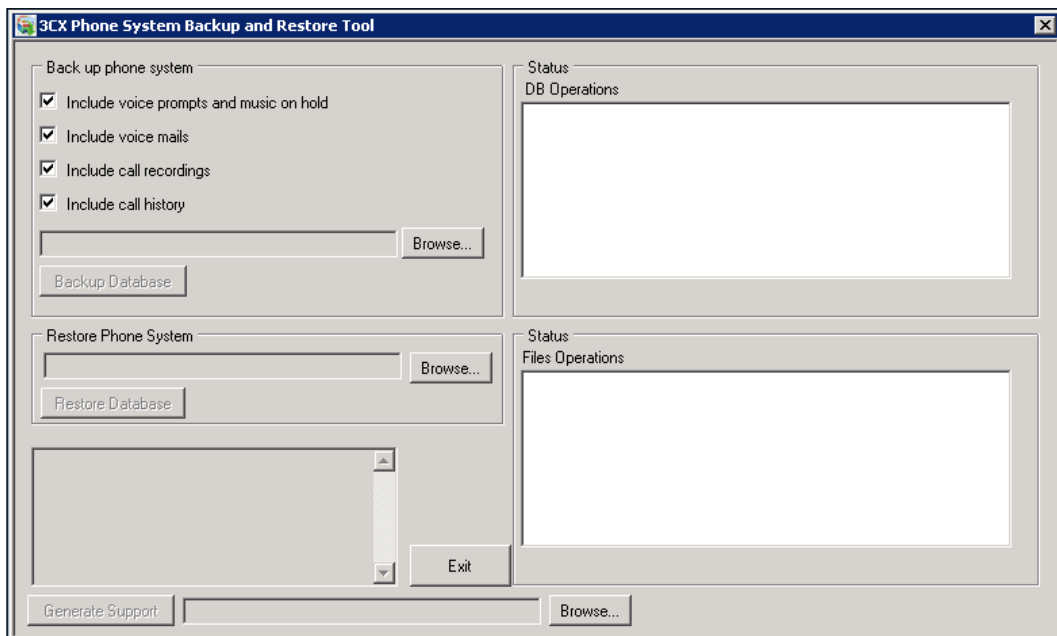 3CX Phone System Backup and Restore Tool
Back up phone system
Include voice prompts and music on hold
Include voice mails
Include call recordings
Include call history
Browse...
Backup Database
Status
DB Operations
Restore Phone System
Browse...
Restore Database
Status
Files Operations
Exit
Generate Support
Browse...